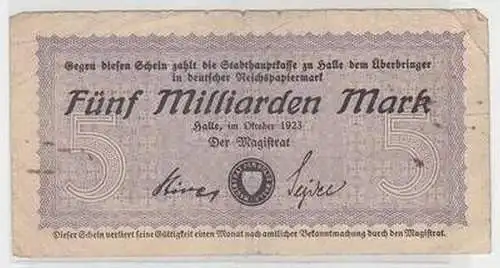 Gegen diesen Schein zahlt die Stadthauptkasse zu Halle dem Überbringer
in deutscher Reichspapiermark
Fünf Milliarden Mark
Halle, im Oktober 1923
Der Magistrat
5 5
Dieser Schein verliert seine Gültigkeit einen Monat nach amtlicher Bekanntmachung durch den Magistrat.